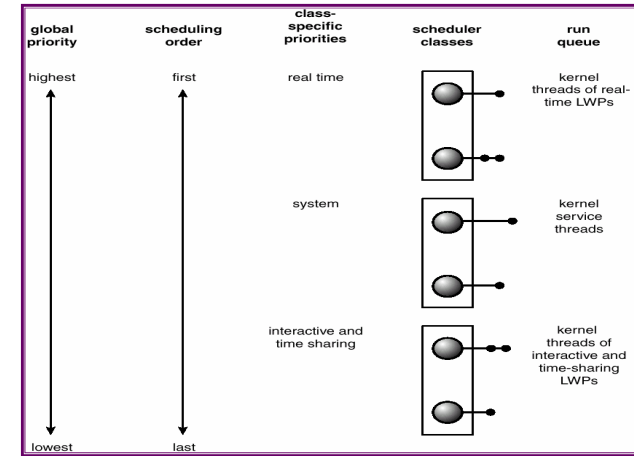 global
priority
scheduling
order
class-
specific
priorities
scheduler
classes
run
queue
highest
first
real time
kernel
threads of real-
time LWPs
system
kernel
service
threads
interactive and
time sharing
kernel
threads of
interactive and
time-sharing
LWPs
lowest
last